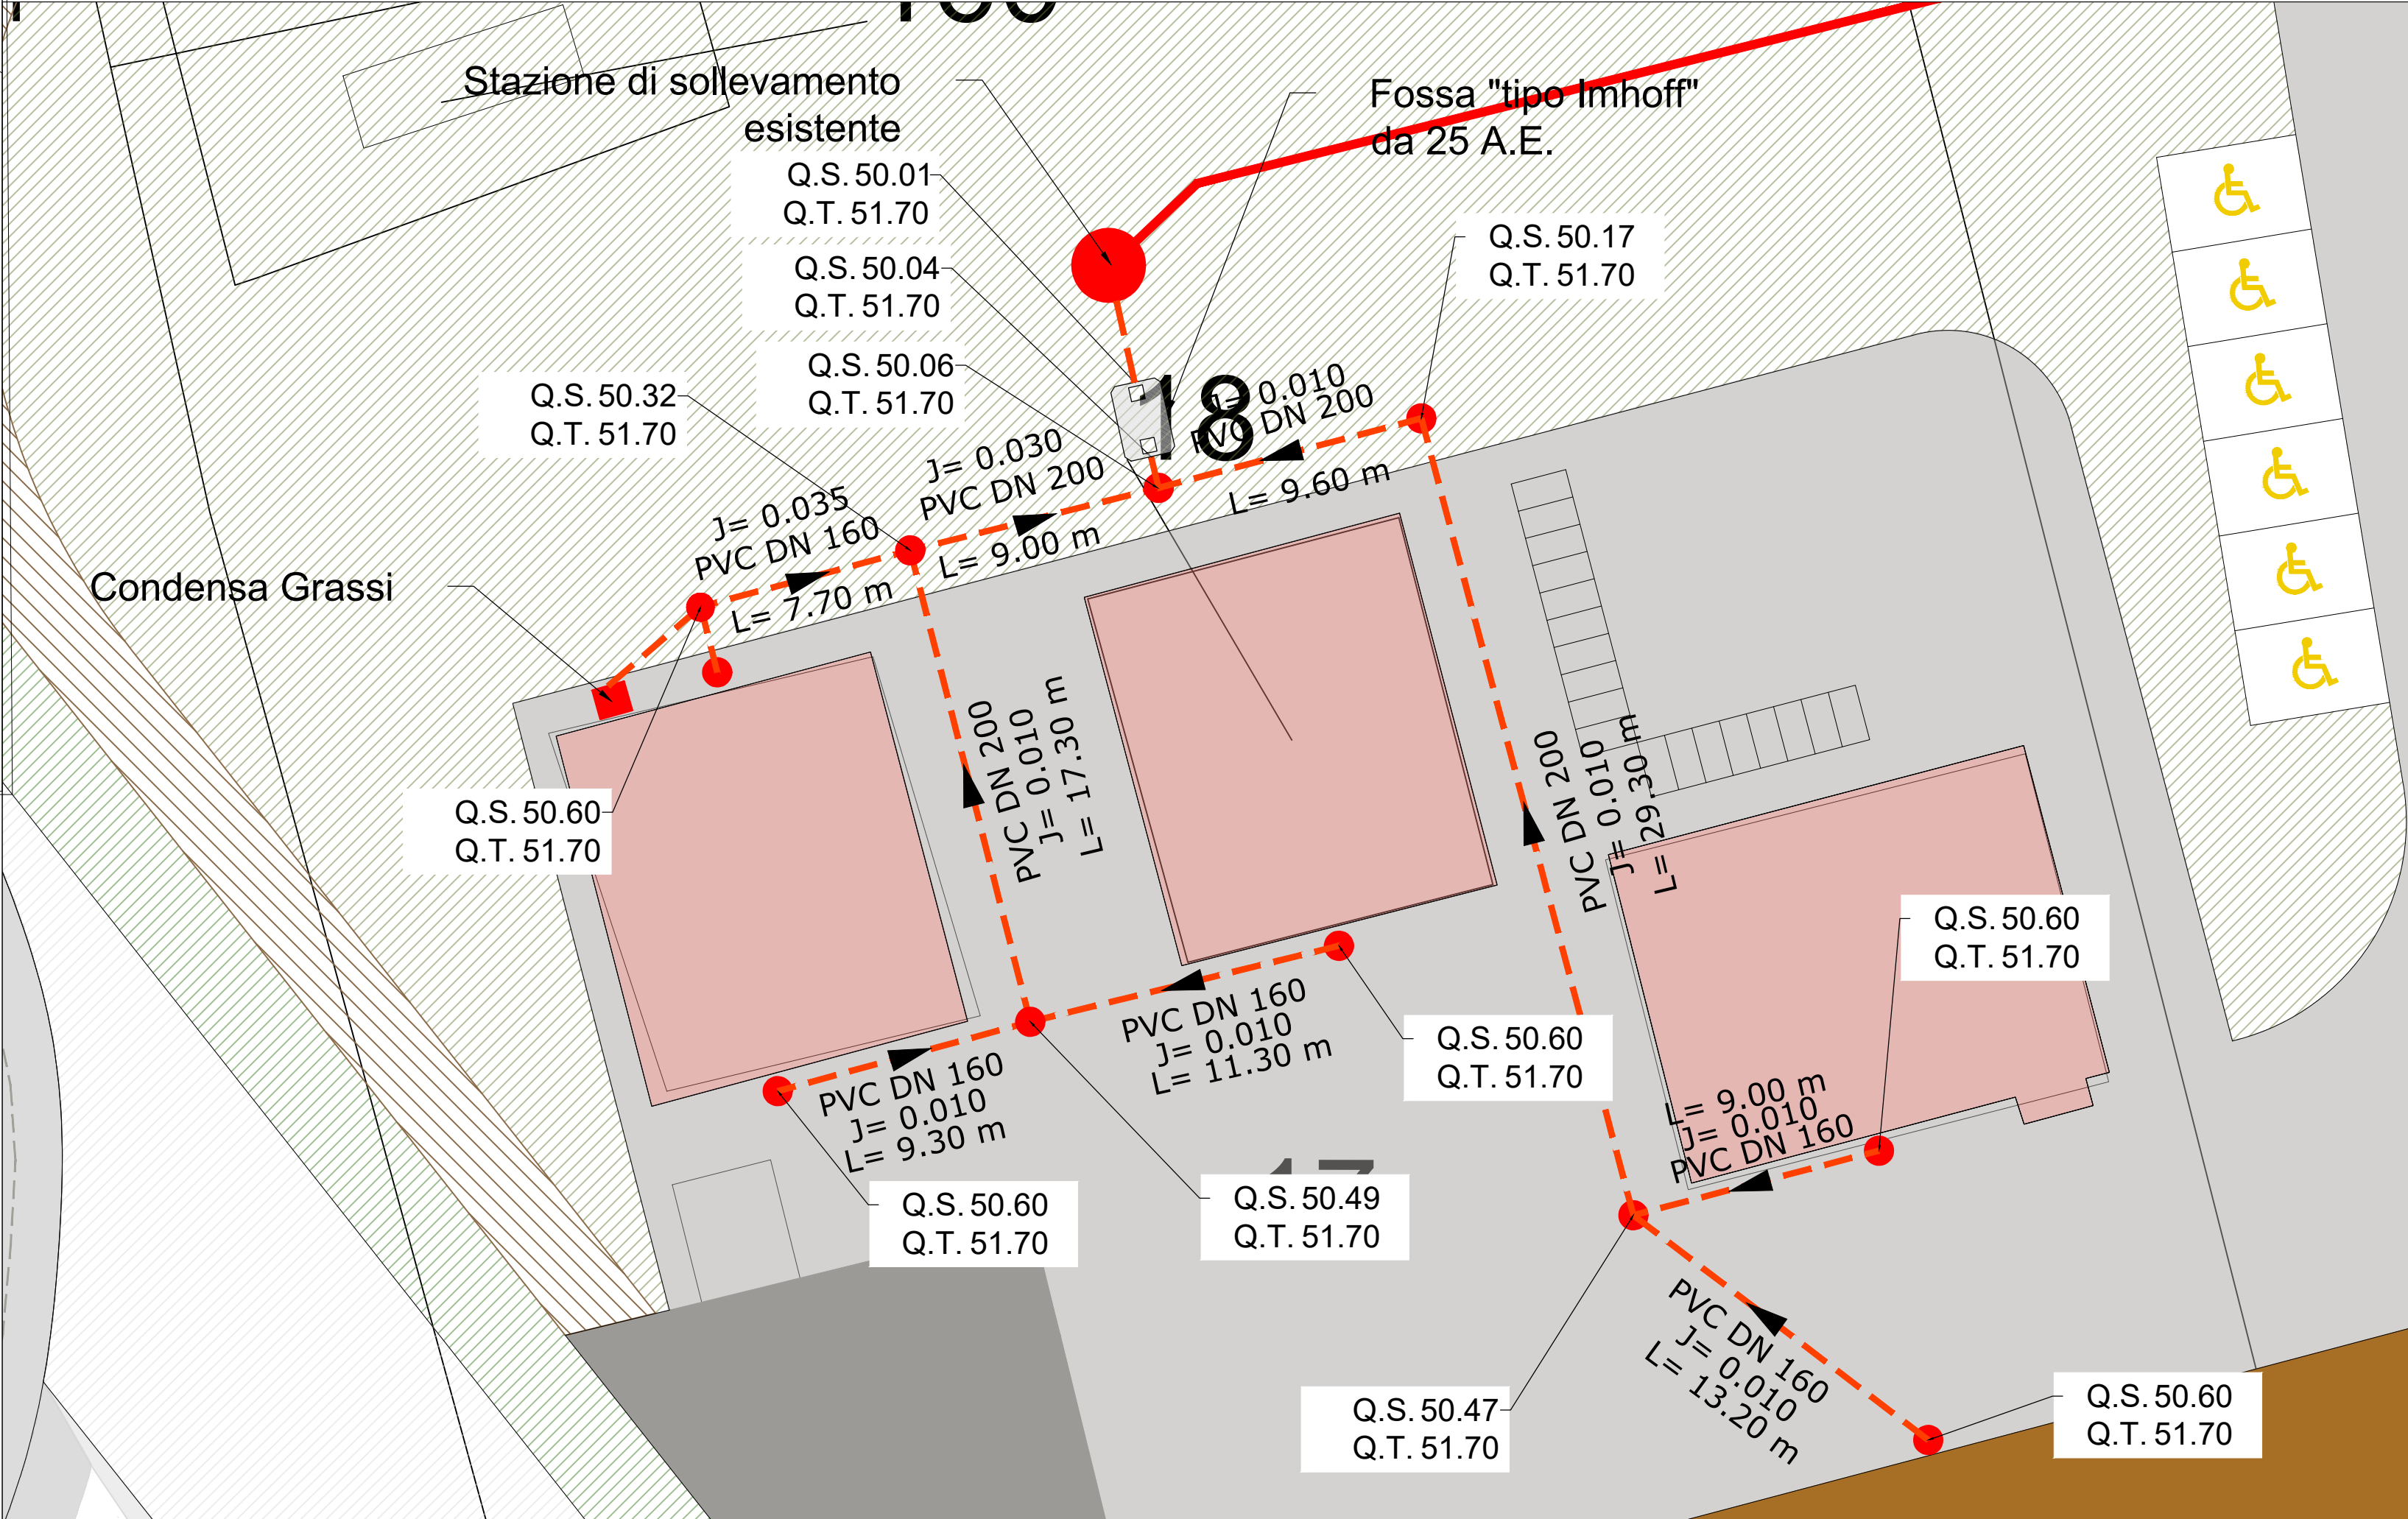 Stazione di sollevamento
esistente
Fossa "tipo Imhoff"
da 25 A.E.
Q.S. 50.01
Q.T. 51.70
Q.S. 50.04
Q.T. 51.70
Q.S. 50.17
Q.T. 51.70
Q.S. 50.06
Q.T. 51.70
Q.S. 50.32
Q.T. 51.70
18
J= 0.010
PVC DN 200
L= 9.60 m
J= 0.030
PVC DN 200
L= 9.00 m
J= 0.035
PVC DN 160
L= 7.70 m
Condensa Grassi
Q.S. 50.60
Q.T. 51.70
PVC DN 200
J= 0.010
L= 17.30 m
PVC DN 200
J= 0.010
L= 29.30 m
Q.S. 50.60
Q.T. 51.70
PVC DN 160
J= 0.010
L= 11.30 m
Q.S. 50.60
Q.T. 51.70
PVC DN 160
J= 0.010
L= 9.30 m
L= 9.00 m
J= 0.010
PVC DN 160
Q.S. 50.60
Q.T. 51.70
17
Q.S. 50.49
Q.T. 51.70
PVC DN 160
J= 0.010
L= 13.20 m
Q.S. 50.47
Q.T. 51.70
Q.S. 50.60
Q.T. 51.70